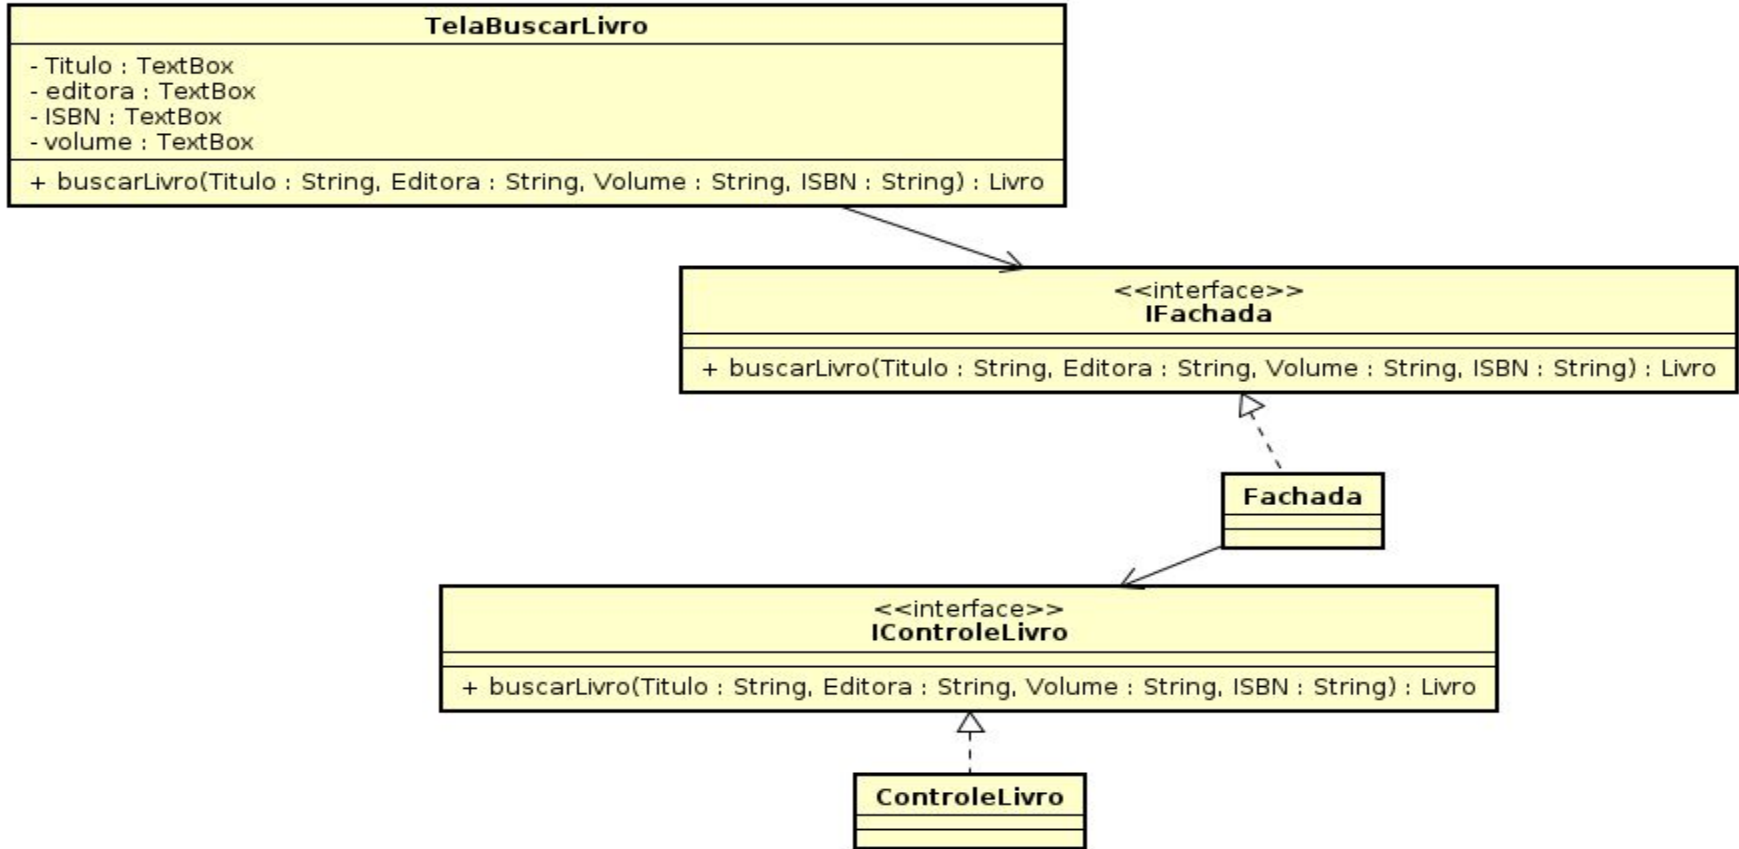 TelaBuscarLivro
- Titulo : TextBox
- editora : TextBox
- ISBN : TextBox
- volume : TextBox
+ buscarLivro(Titulo : String, Editora : String, Volume : String, ISBN : String) : Livro
<<interface>>
IFachada
+ buscarLivro(Titulo : String, Editora : String, Volume : String, ISBN : String) : Livro
Fachada
<<interface>>
IControleLivro
+ buscarLivro(Titulo : String, Editora : String, Volume : String, ISBN : String) : Livro
ControleLivro